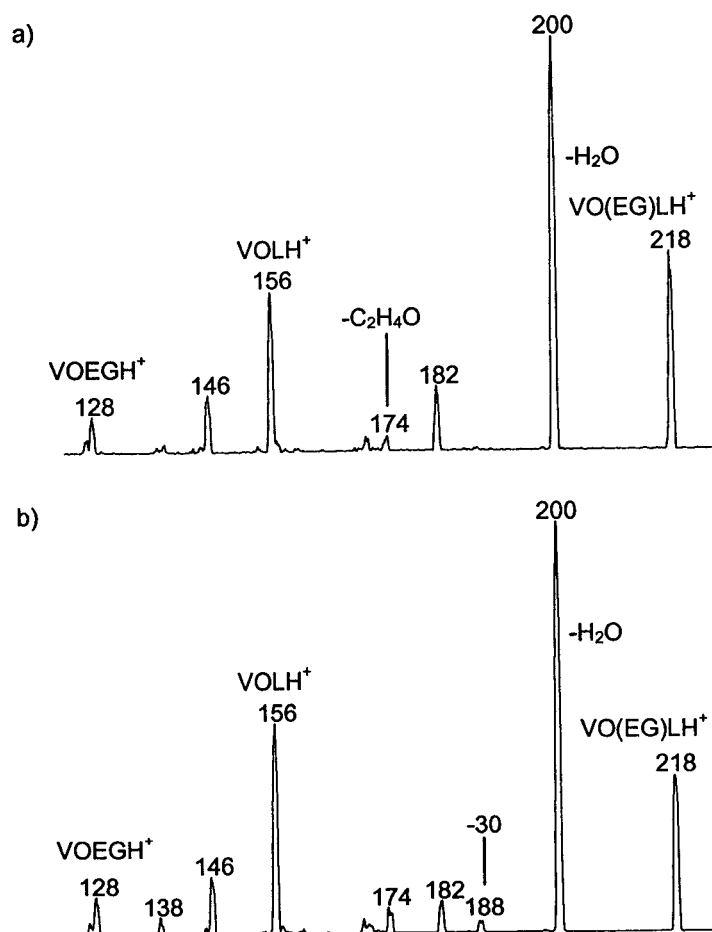 a)
200
-H₂O
VO(EG)LH⁺
218
VOLH⁺
156
-C₂H₄O
VOEGH⁺
128
146
174
182
b)
200
-H₂O
VOLH⁺
156
VO(EG)LH⁺
218
-30
VOEGH⁺
128
138
146
174
182
188